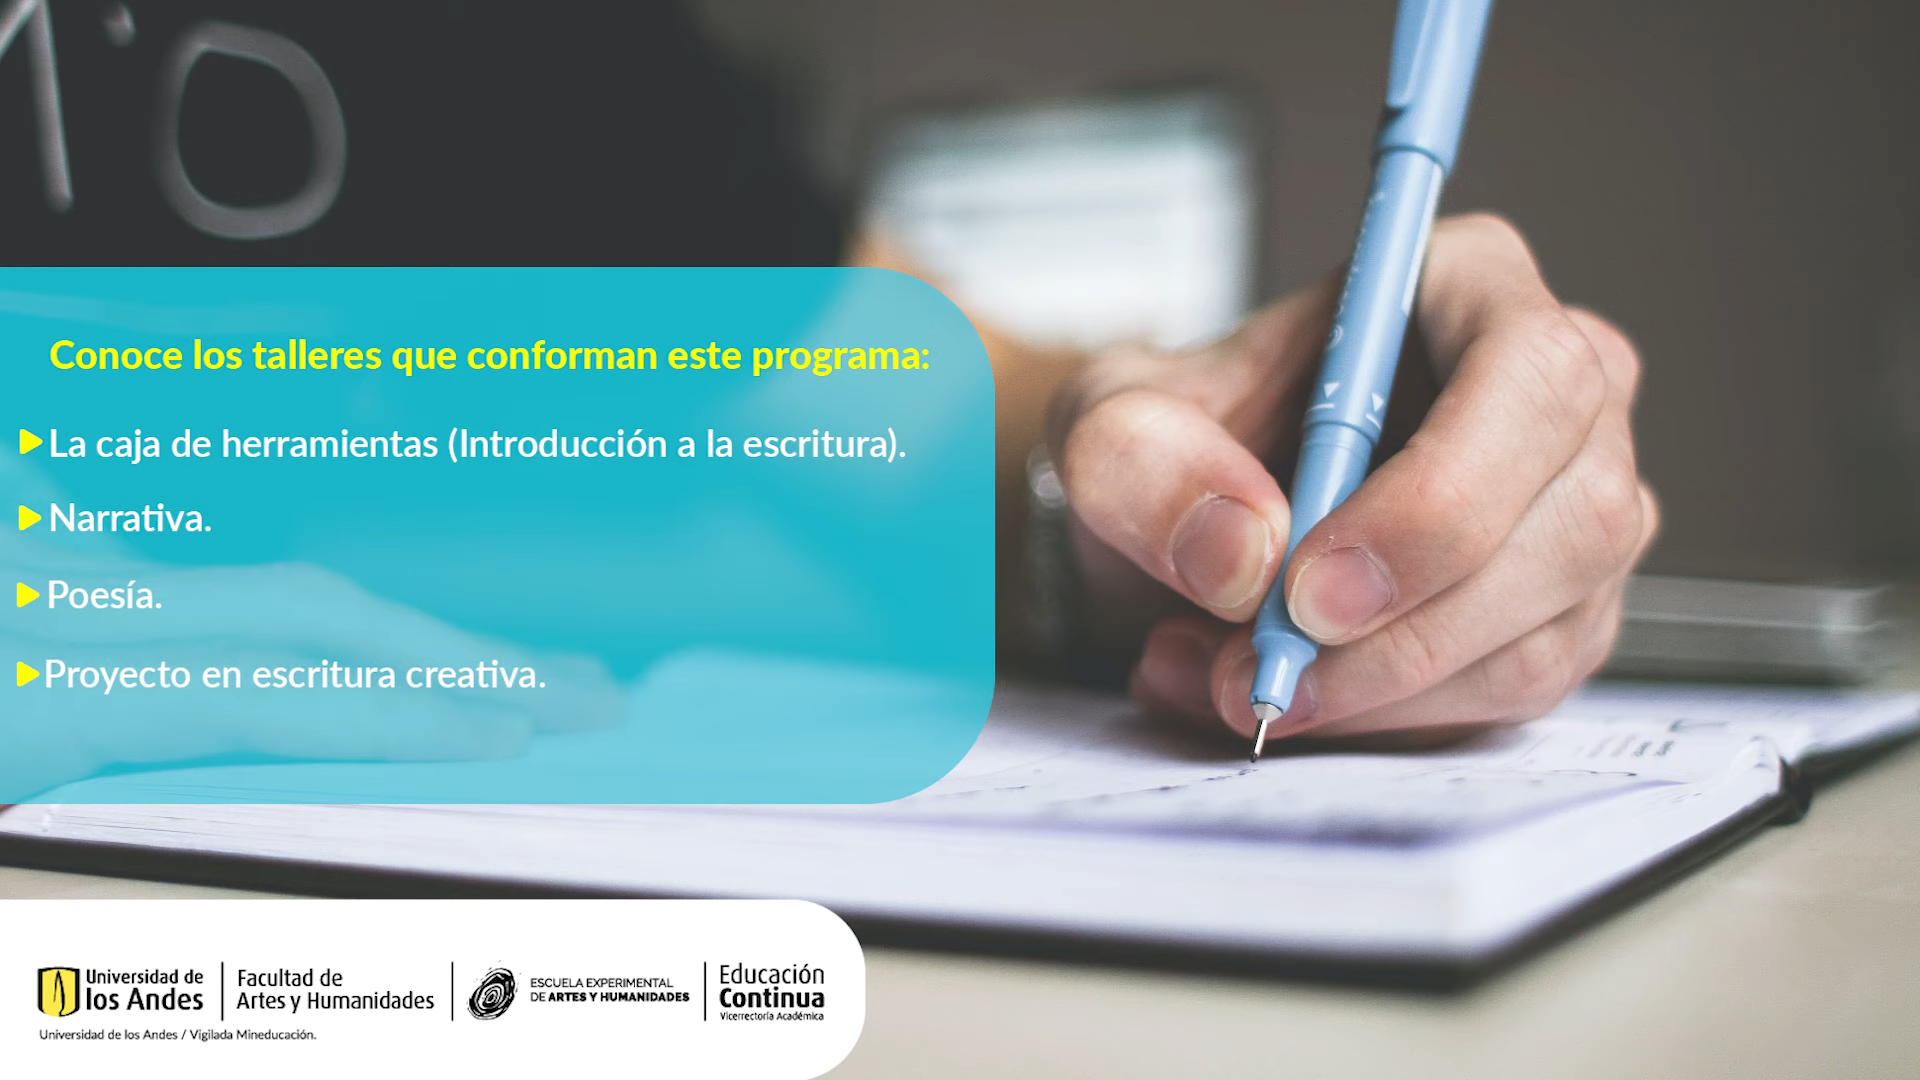 Conoce los talleres que conforman este programa:
La caja de herramientas (Introducción a la escritura).
Narrativa.
Poesía.
Proyecto en escritura creativa.
Universidad de
los Andes
Facultad de
Artes y Humanidades
ESCUELA EXPERIMENTAL
DE ARTES Y HUMANIDADES
Educación
Continua
Vicerrectoría Académica
Universidad de los Andes / Vigilada Mineducación.